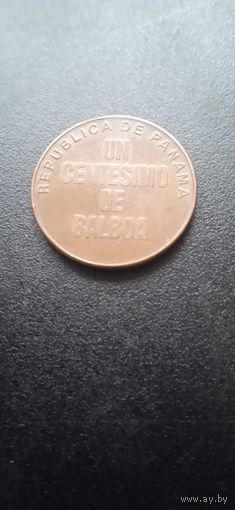 REPUBLICA DE PANAMA
UN
CENTESIMO
DE
BALBOA
www.ay.by